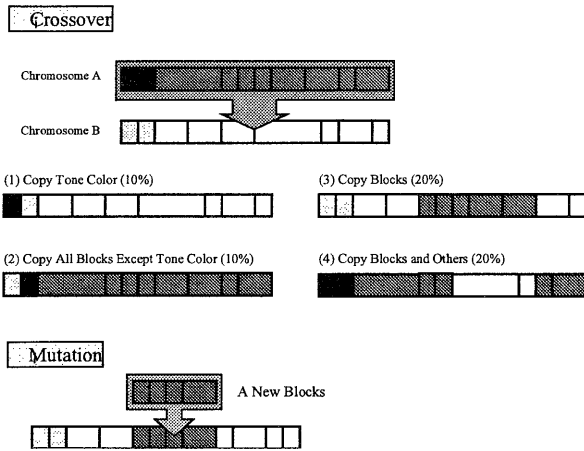 Crossover
Chromosome A
Chromosome B
(1) Copy Tone Color (10%)
(3) Copy Blocks (20%)
(2) Copy All Blocks Except Tone Color (10%)
(4) Copy Blocks and Others (20%)
Mutation
A New Blocks